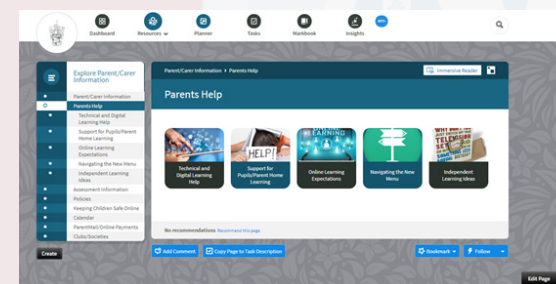 Dashboard
Resources
Planner
Tasks
Markbook
Insights
Explore Parent/Carer
Information
Parent/Carer Information
Parents Help
Technical and Digital
Learning Help
Support for Pupils/Parent
Home Learning
Online Learning
Expectations
Navigating the New Menu
Independent Learning
Ideas
Assessment Information
Policies
Keeping Children Safe Online
Calendar
ParentMail/Online Payments
Clubs/Societies
Create
Parent/Carer Information › Parents Help
Immersive Reader
Parents Help
HELP!
LEARNING
Technical and
Digital Learning
Help
Support for
Pupils/Parent Home
Learning
Online Learning
Expectations
Navigating the New
Menu
Independent
Learning Ideas
No recommendations Recommend this page
Add Comment
Copy Page to Task Description
Bookmark
Follow
Edit Page